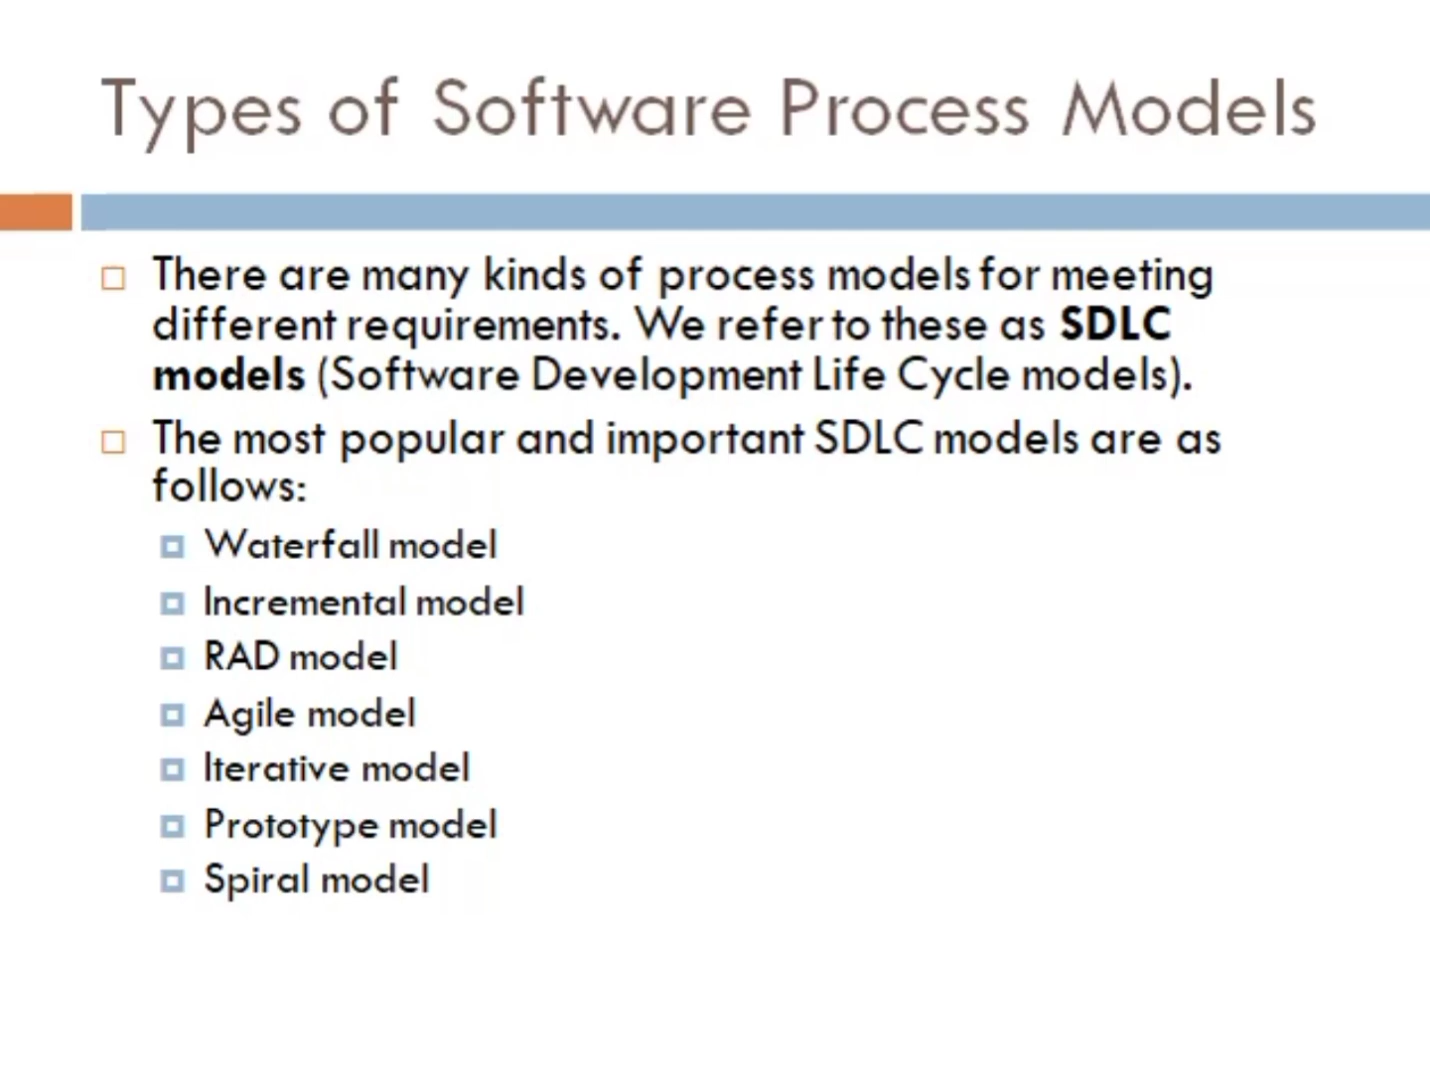 Types of Software Process Models
There are many kinds of process models for meeting
different requirements. We refer to these as SDLC
models (Software Development Life Cycle models).
The most popular and important SDLC models are as
follows:
Waterfall model
Incremental model
RAD model
Agile model
Iterative model
Prototype model
Spiral model